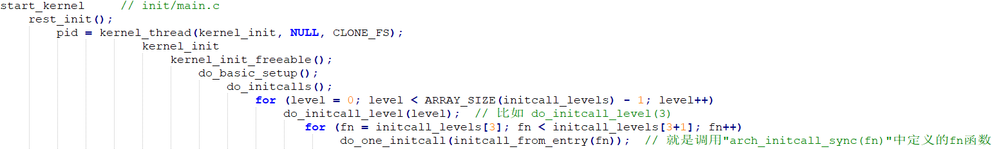 start_kernel // init/main.c
rest_init();
pid = kernel_thread(kernel_init, NULL, CLONE_FS);
kernel_init
kernel_init_freeable();
do_basic_setup();
do_initcalls();
for (level = 0; level < ARRAY_SIZE(initcall_levels) - 1; level++)
do_initcall_level(level); // 比如 do_initcall_level(3)
for (fn = initcall_levels[3]; fn < initcall_levels[3+1]; fn++)
do_one_initcall(initcall_from_entry(fn)); // 就是调用"arch_initcall_sync(fn)"中定义的fn函数